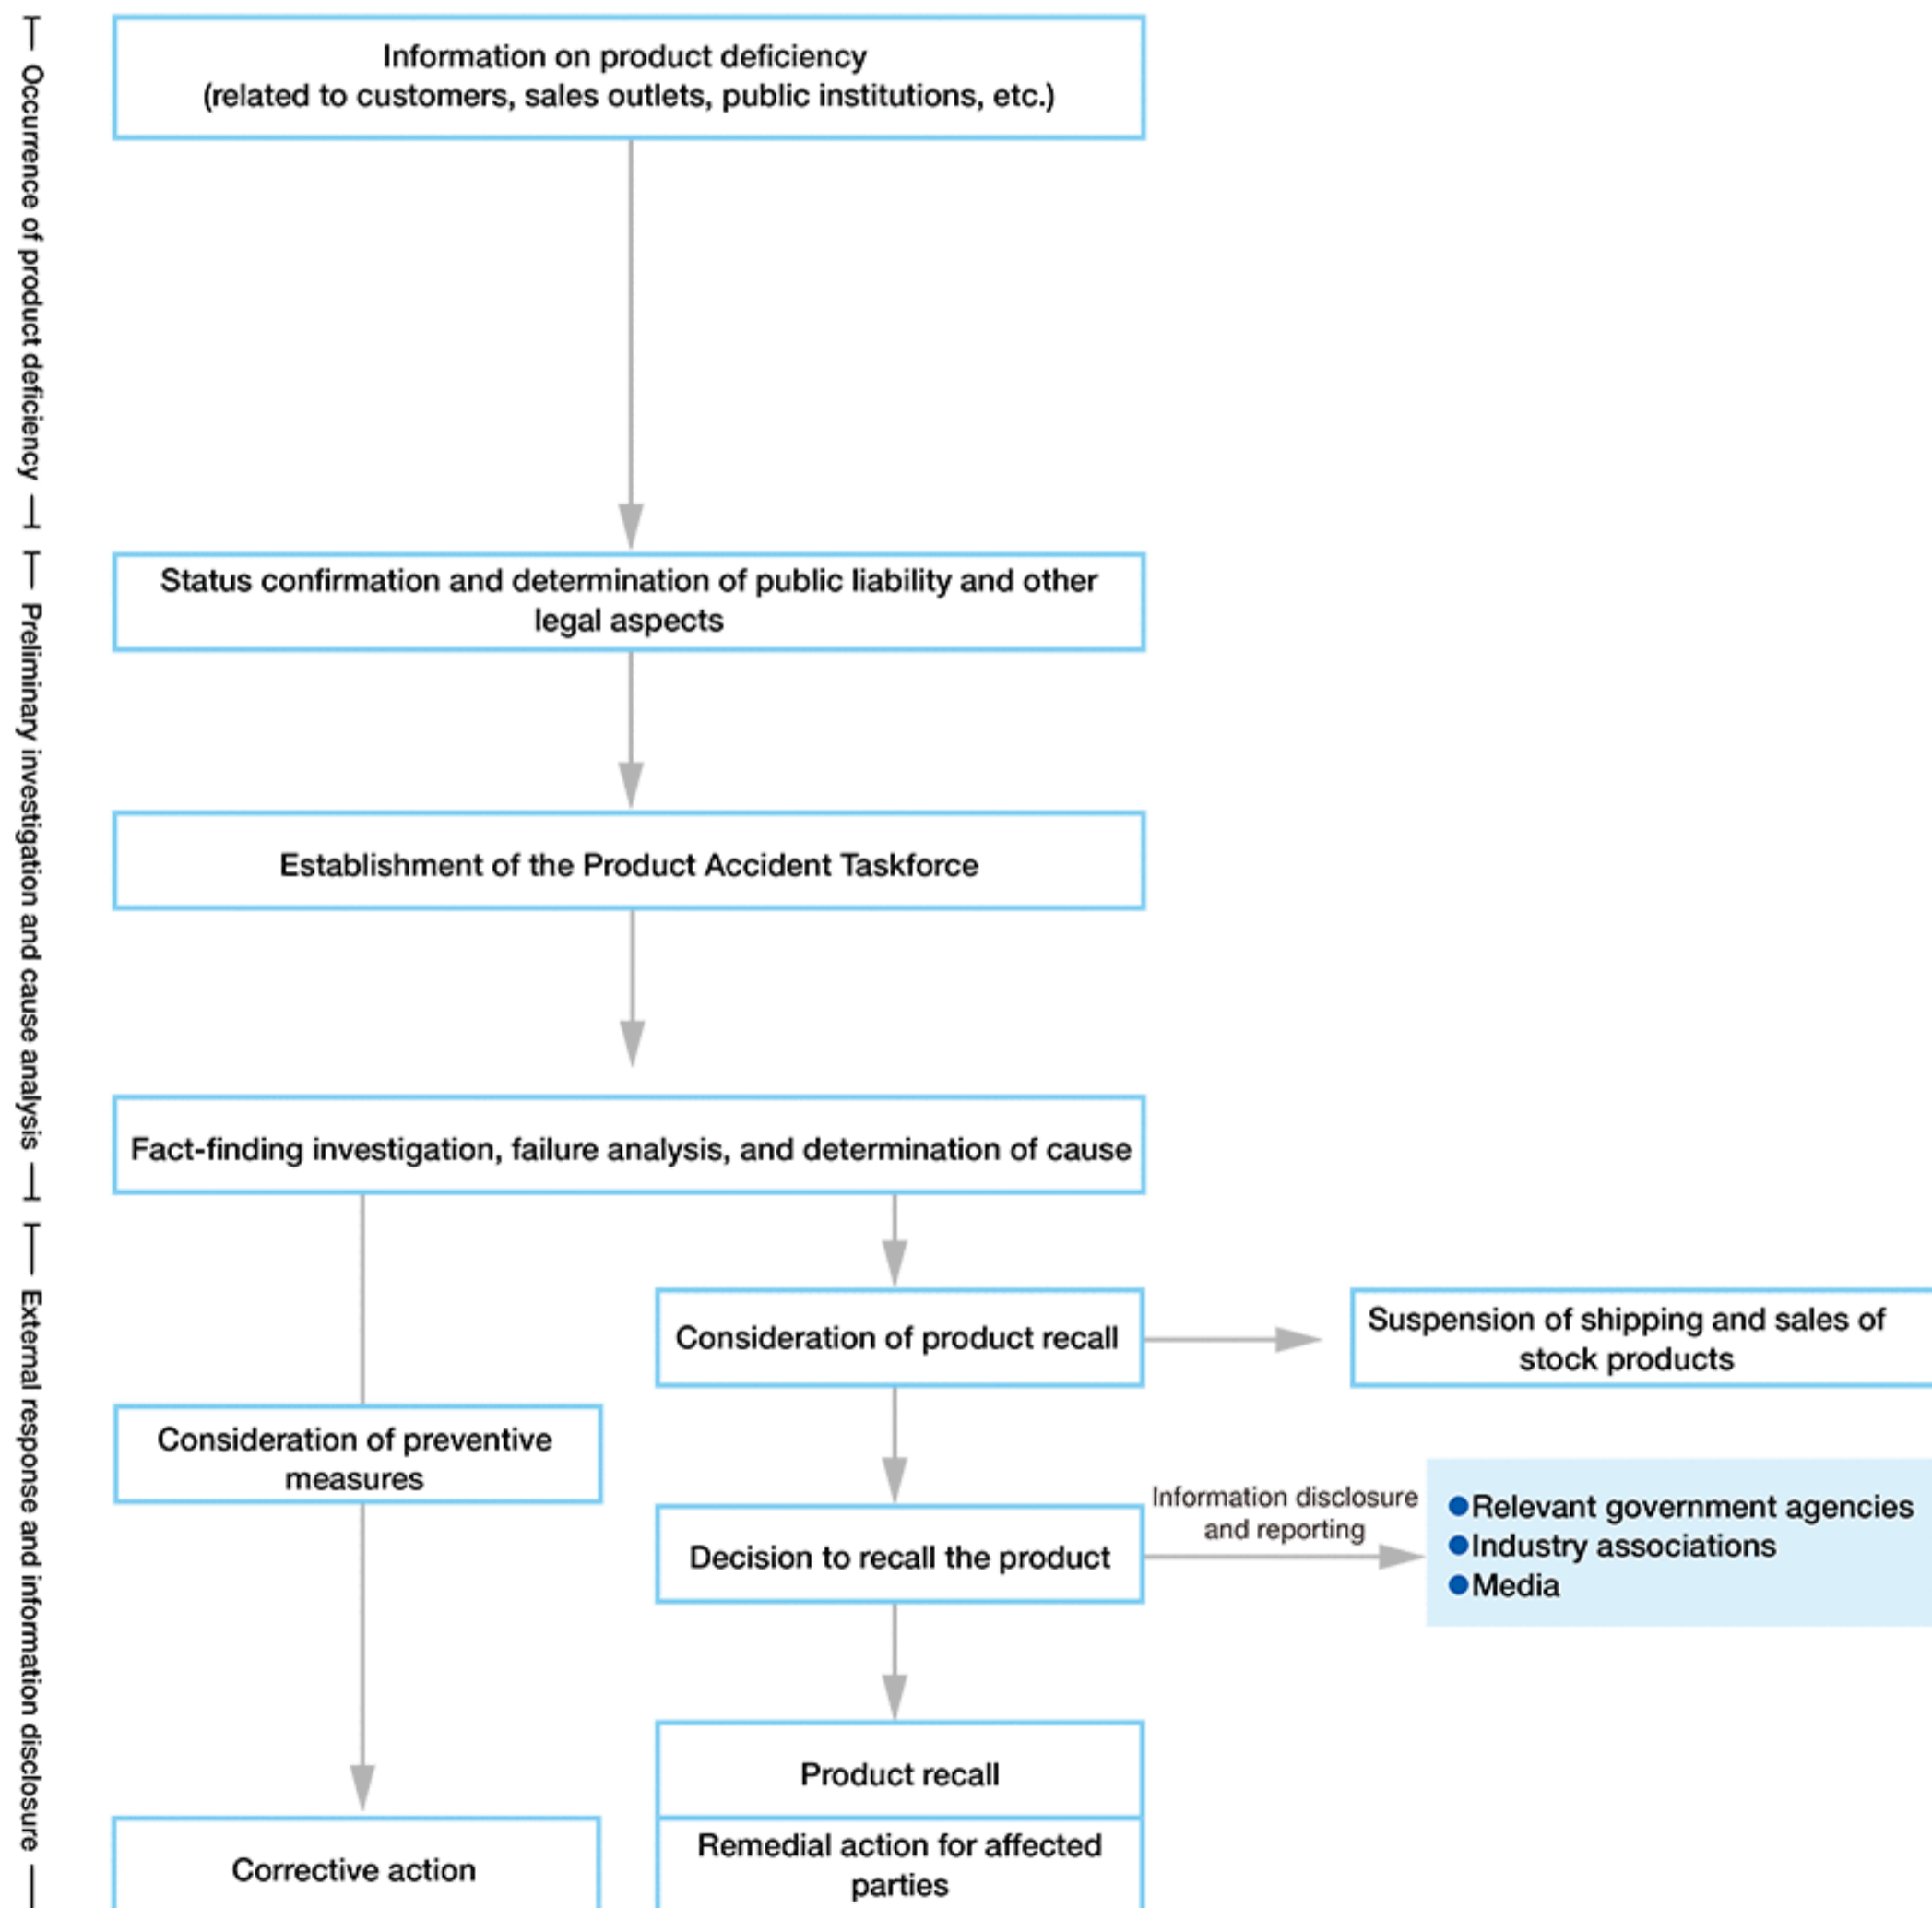 Occurrence of product deficiency
Information on product deficiency
(related to customers, sales outlets, public institutions, etc.)
Preliminary investigation and cause analysis
Status confirmation and determination of public liability and other
legal aspects
Establishment of the Product Accident Taskforce
Fact-finding investigation, failure analysis, and determination of cause
External response and information disclosure
Consideration of product recall
Suspension of shipping and sales of
stock products
Consideration of preventive
measures
Decision to recall the product
Information disclosure
and reporting
●Relevant government agencies
●Industry associations
●Media
Product recall
Remedial action for affected
parties
Corrective action